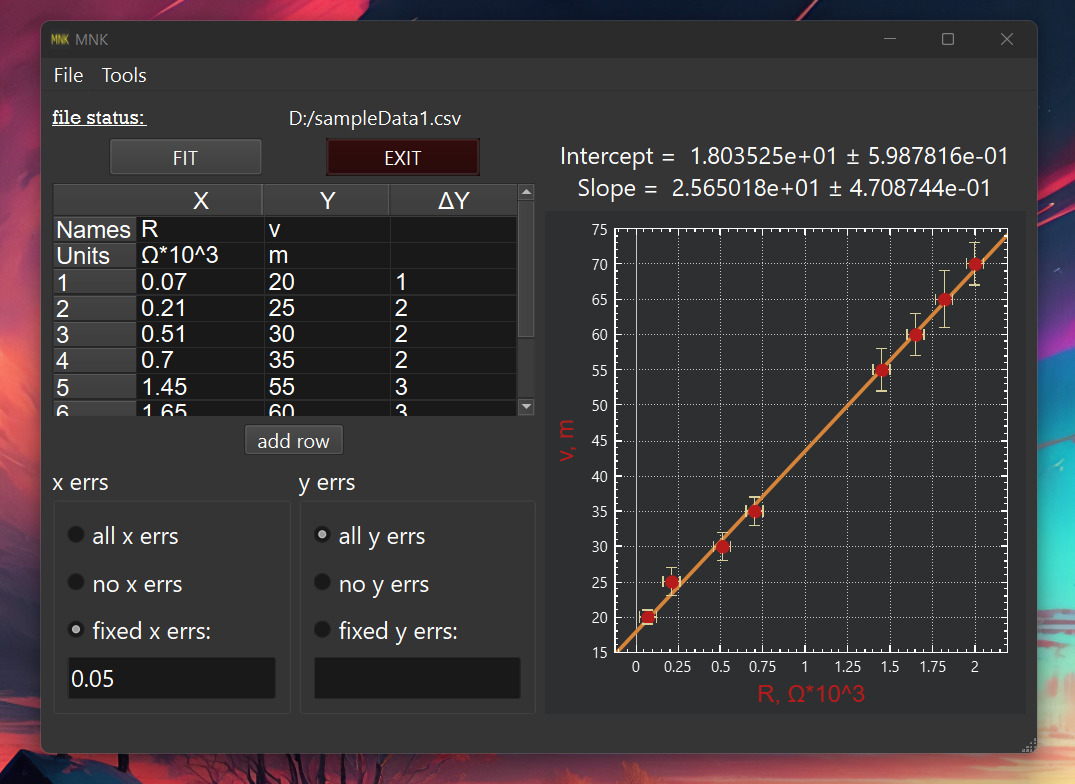 MNK MNK
File Tools
file status: D:/sampleData1.csv
FIT EXIT
X Y ΔY
Names R v
Units Ω*10^3 m
1 0.07 20 1
2 0.21 25 2
3 0.51 30 2
4 0.7 35 2
5 1.45 55 3
6 1.65 60 3
add row
x errs
all x errs
no x errs
fixed x errs:
0.05
y errs
all y errs
no y errs
fixed y errs:
Intercept = 1.803525e+01 ± 5.987816e-01
Slope = 2.565018e+01 ± 4.708744e-01
75
70
65
60
55
50
45
40
35
30
25
20
15
v, m
0 0.25 0.5 0.75 1 1.25 1.5 1.75 2
R, Ω*10^3